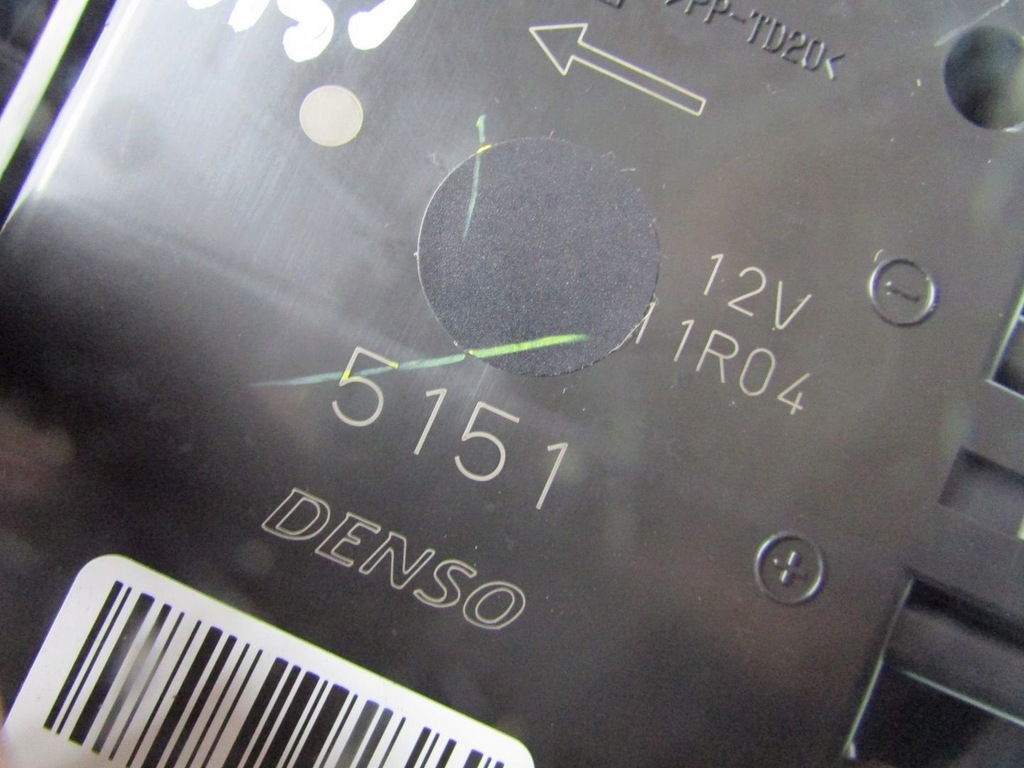 PP-TD20<
12V
11R04
5151
DENSO